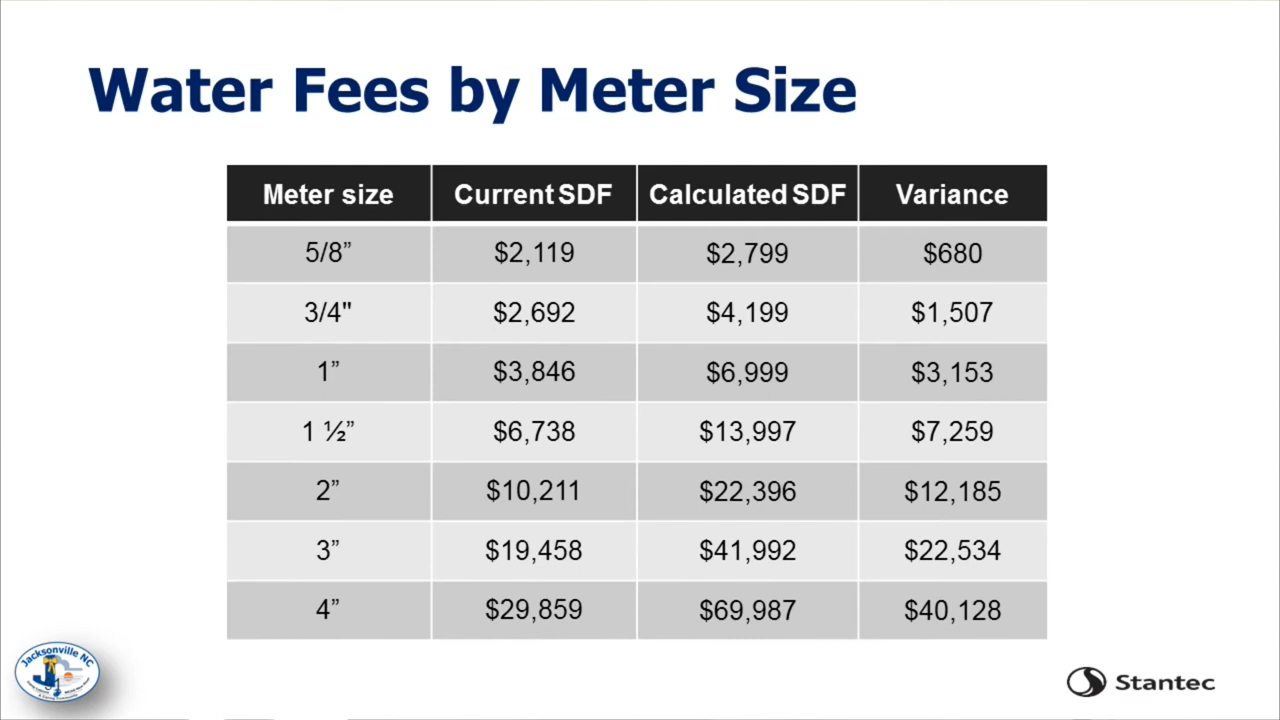 Water Fees by Meter Size
Meter size Current SDF Calculated SDF Variance
5/8” $2,119 $2,799 $680
3/4" $2,692 $4,199 $1,507
1” $3,846 $6,999 $3,153
1 ½” $6,738 $13,997 $7,259
2” $10,211 $22,396 $12,185
3” $19,458 $41,992 $22,534
4” $29,859 $69,987 $40,128
Jacksonville NC
Stantec